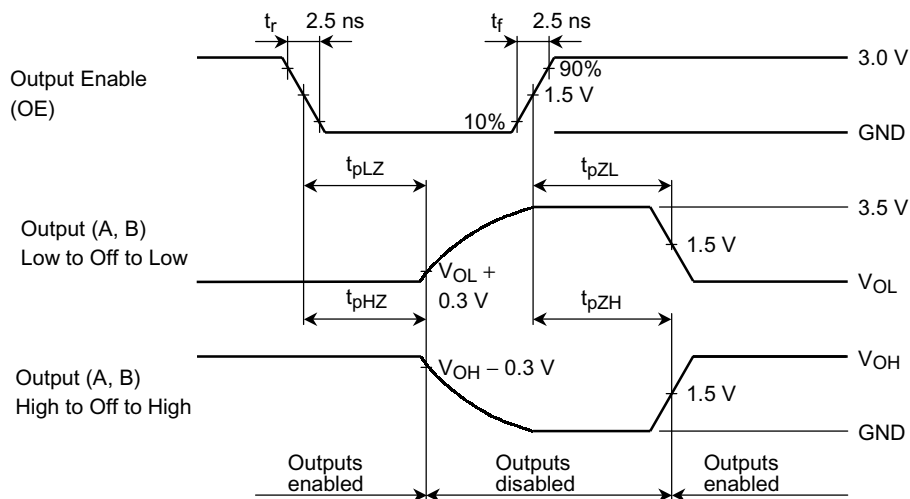 tr 2.5 ns tf 2.5 ns
Output Enable
(OE)
90%
1.5 V
10%
3.0 V
GND
tpLZ tpZL
Output (A, B)
Low to Off to Low
3.5 V
1.5 V
VOL +
0.3 V
VOL
tpHZ tpZH
Output (A, B)
High to Off to High
VOH − 0.3 V
VOH
1.5 V
GND
Outputs
enabled
Outputs
disabled
Outputs
enabled